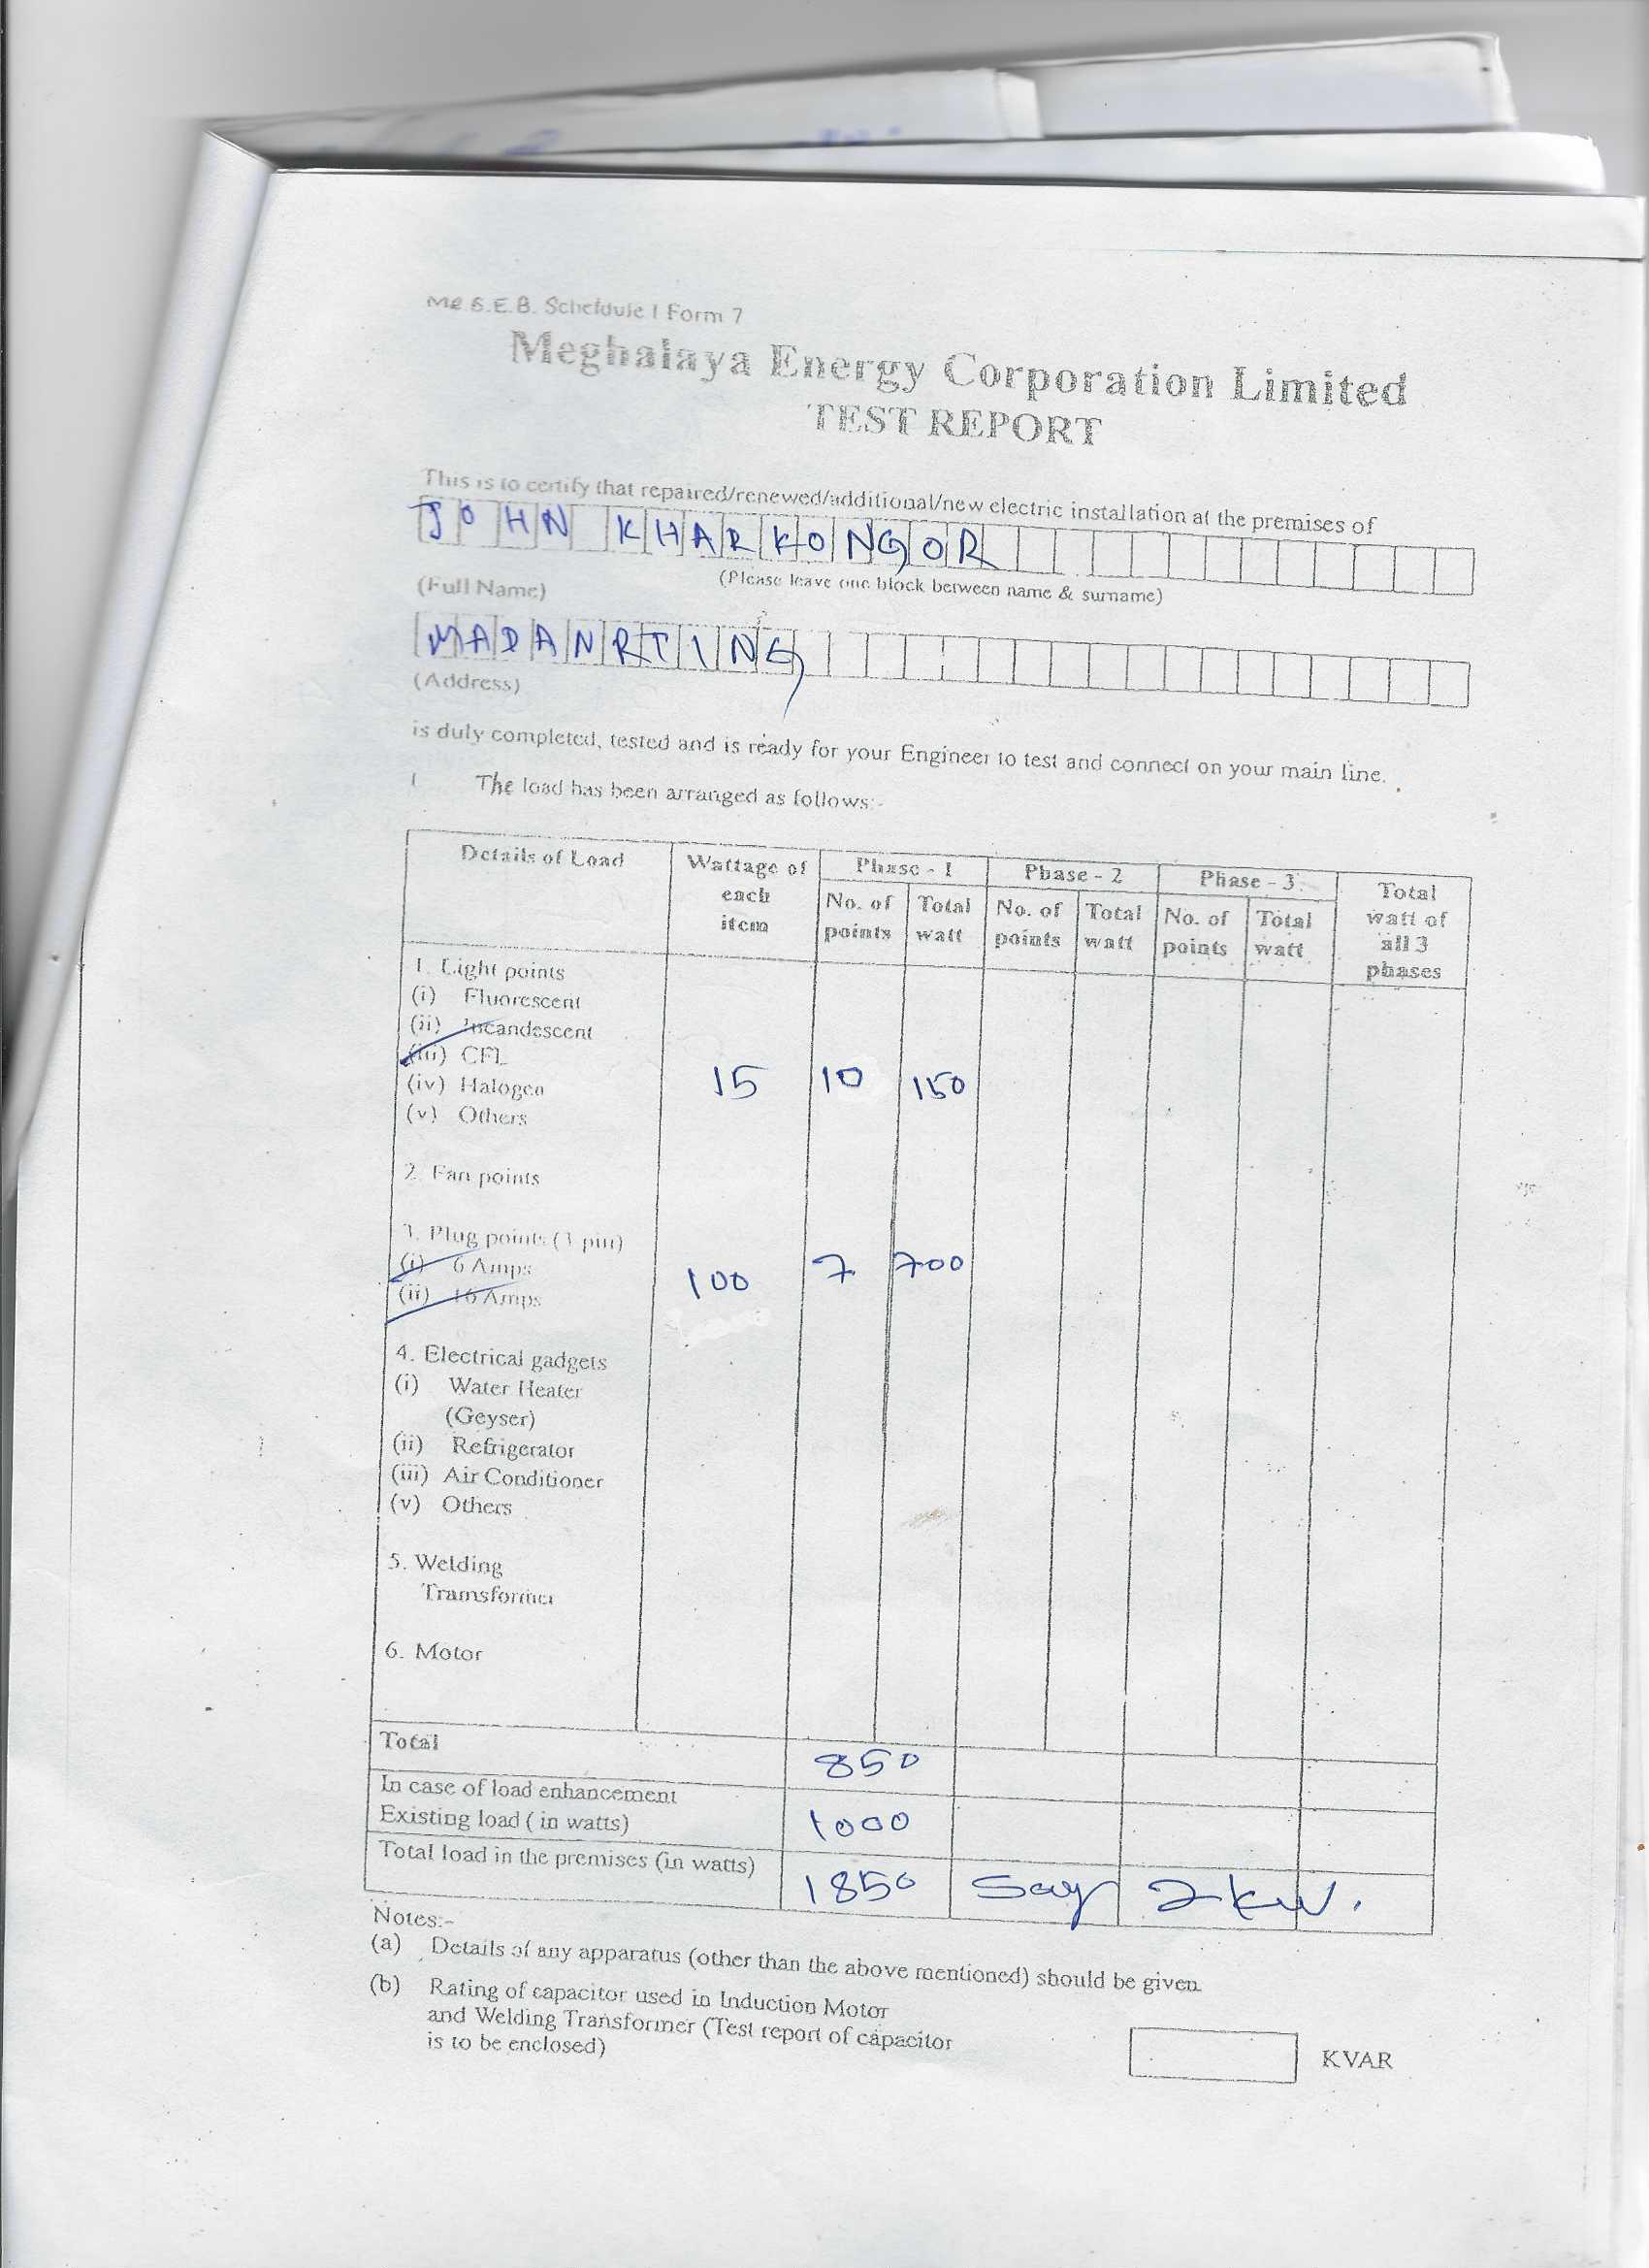 Me S.E.B. Schefdule I Form 7
Meghalaya Energy Corporation Limited
TEST REPORT
This is to certify that repaired/renewed/additional/new electric installation at the premises of
JOHN KHARKONGOR
(Full Name) (Please leave one block between name & surname)
MADANRTING
(Address)
is duly completed, tested and is ready for your Engineer to test and connect on your main line.
1 The load has been arranged as follows:-
Details of Load Wattage of each item Phase - 1 Phase - 2 Phase - 3 Total watt of all 3 phases
No. of points Total watt No. of points Total watt No. of points Total watt
1. Light points
(i) Fluorescent
(ii) Incandescent
(iii) CFL
(iv) Halogen 15 10 150
(v) Others
2. Fan points
3. Plug points (3 pin)
(i) 6 Amps 100 7 700
(ii) 16 Amps
4. Electrical gadgets
(i) Water Heater
(Geyser)
(ii) Refrigerator
(iii) Air Conditioner
(v) Others
5. Welding
Transformer
6. Motor
Total 850
In case of load enhancement
Existing load ( in watts) 1000
Total load in the premises (in watts) 1850 Say 2 kW.
Notes:-
(a) Details of any apparatus (other than the above mentioned) should be given.
(b) Rating of capacitor used in Induction Motor
and Welding Transformer (Test report of capacitor
is to be enclosed) KVAR